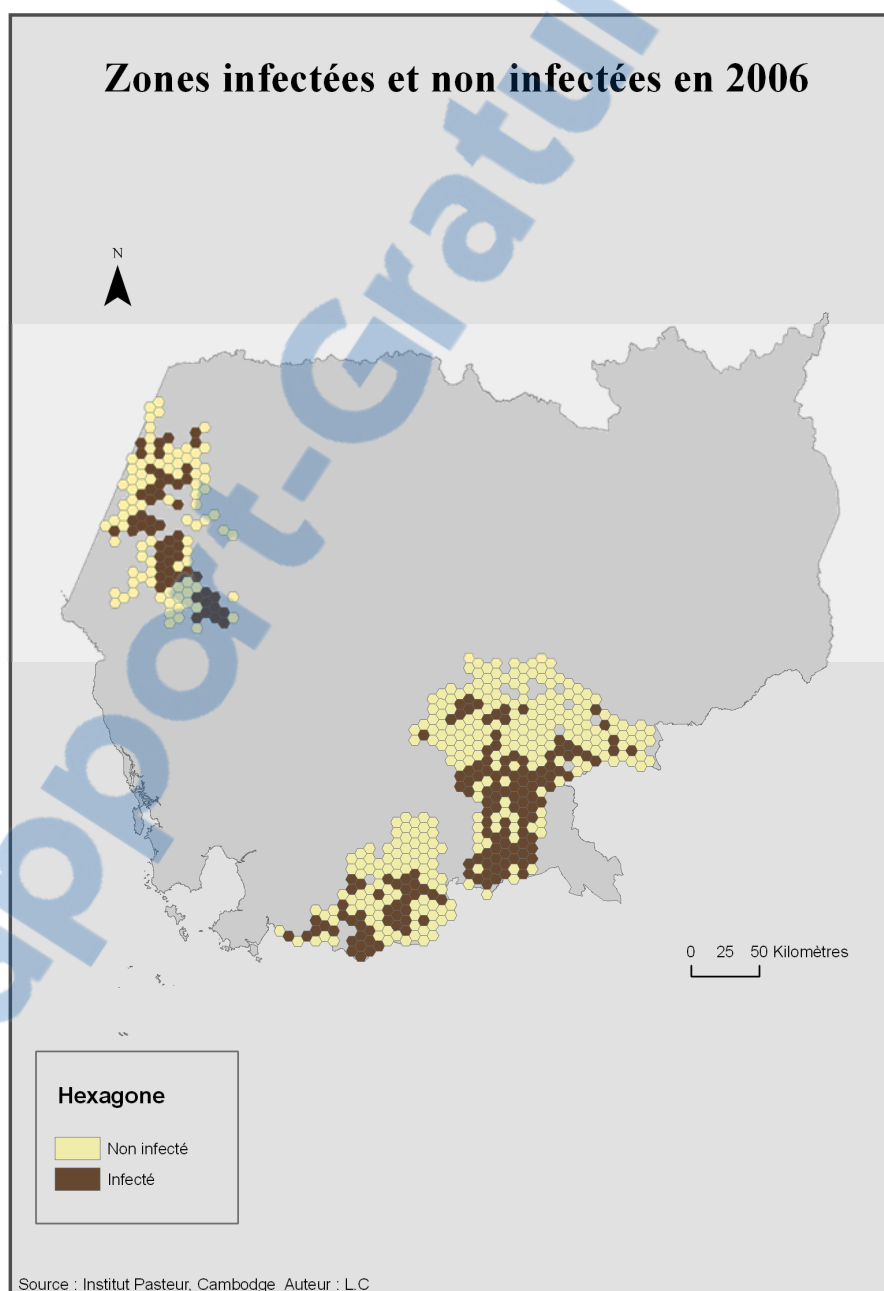 Zones infectées et non infectées en 2006
N
0 25 50 Kilomètres
Hexagone
Non infecté
Infecté
Source : Institut Pasteur, Cambodge Auteur : L.C